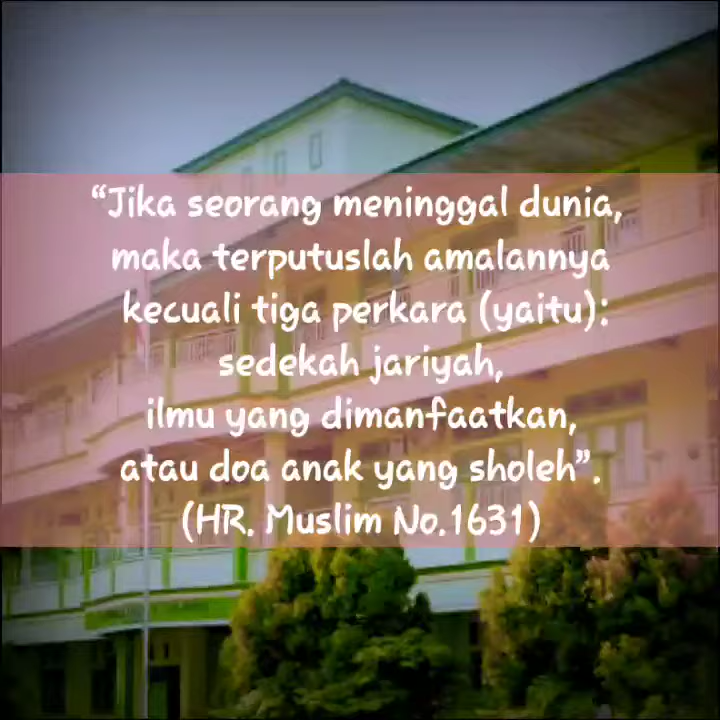 “Jika seorang meninggal dunia,
maka terputuslah amalannya
kecuali tiga perkara (yaitu):
sedekah jariyah,
ilmu yang dimanfaatkan,
atau doa anak yang sholeh”.
(HR. Muslim No.1631)